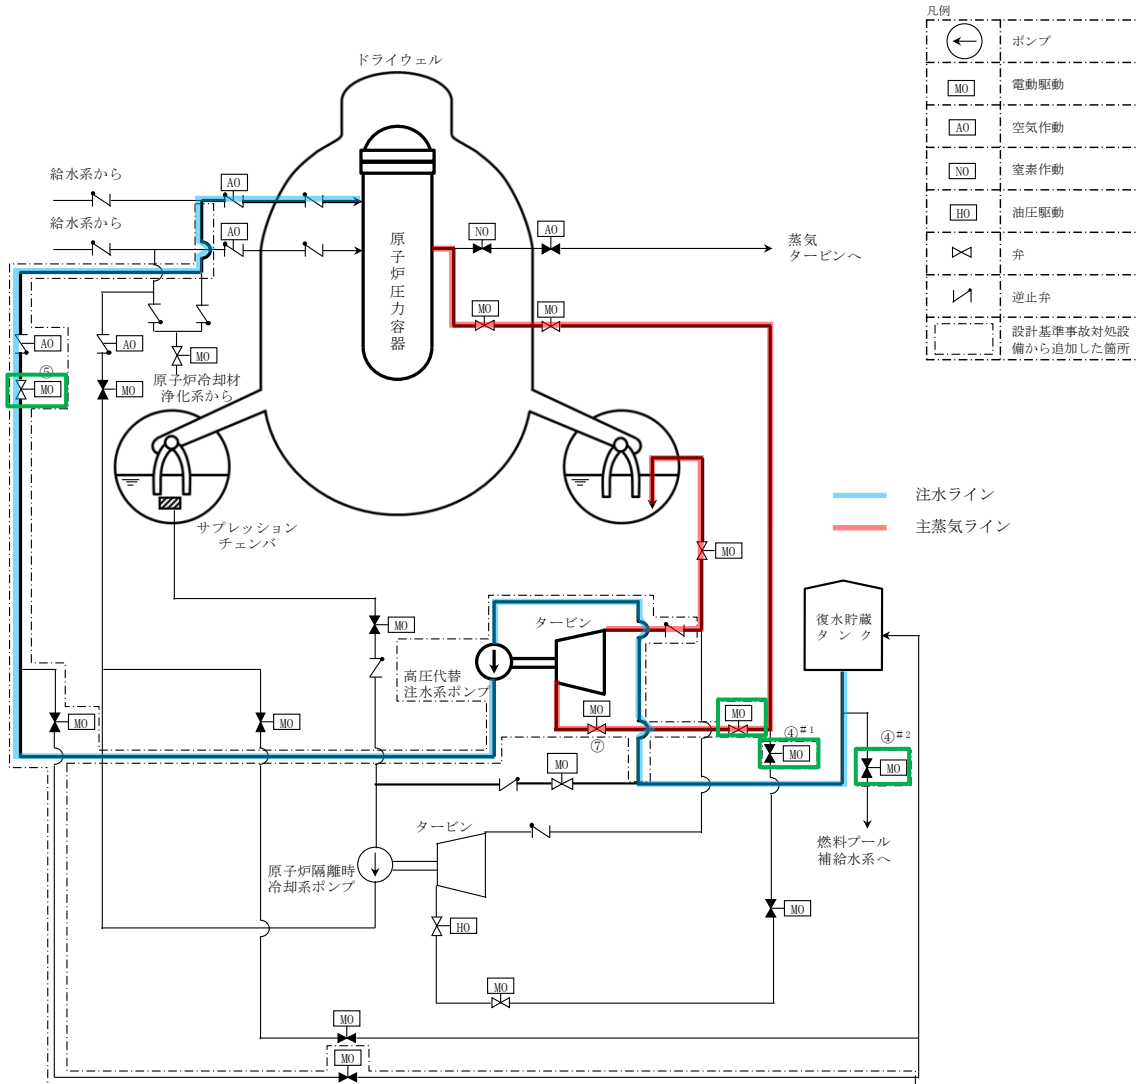 凡例
ポンプ
MO
電動駆動
AO
空気作動
NO
窒素作動
HO
油圧駆動
弁
逆止弁
設計基準事故対処設
備から追加した箇所
ドライウェル
給水系から
AO
給水系から
AO
原子炉圧力容器
NO
AO
蒸気
タービンへ
MO
MO
AO
AO
MO
⑤
MO
MO
原子炉冷却材
浄化系から
サプレッション
チェンバ
注水ライン
主蒸気ライン
MO
復水貯蔵
タンク
MO
タービン
高圧代替
注水系ポンプ
MO
MO
MO
MO
⑦
④#1
MO
④#2
MO
MO
燃料プール
補給水系へ
タービン
原子炉隔離時
冷却系ポンプ
HO
MO
MO
MO
MO